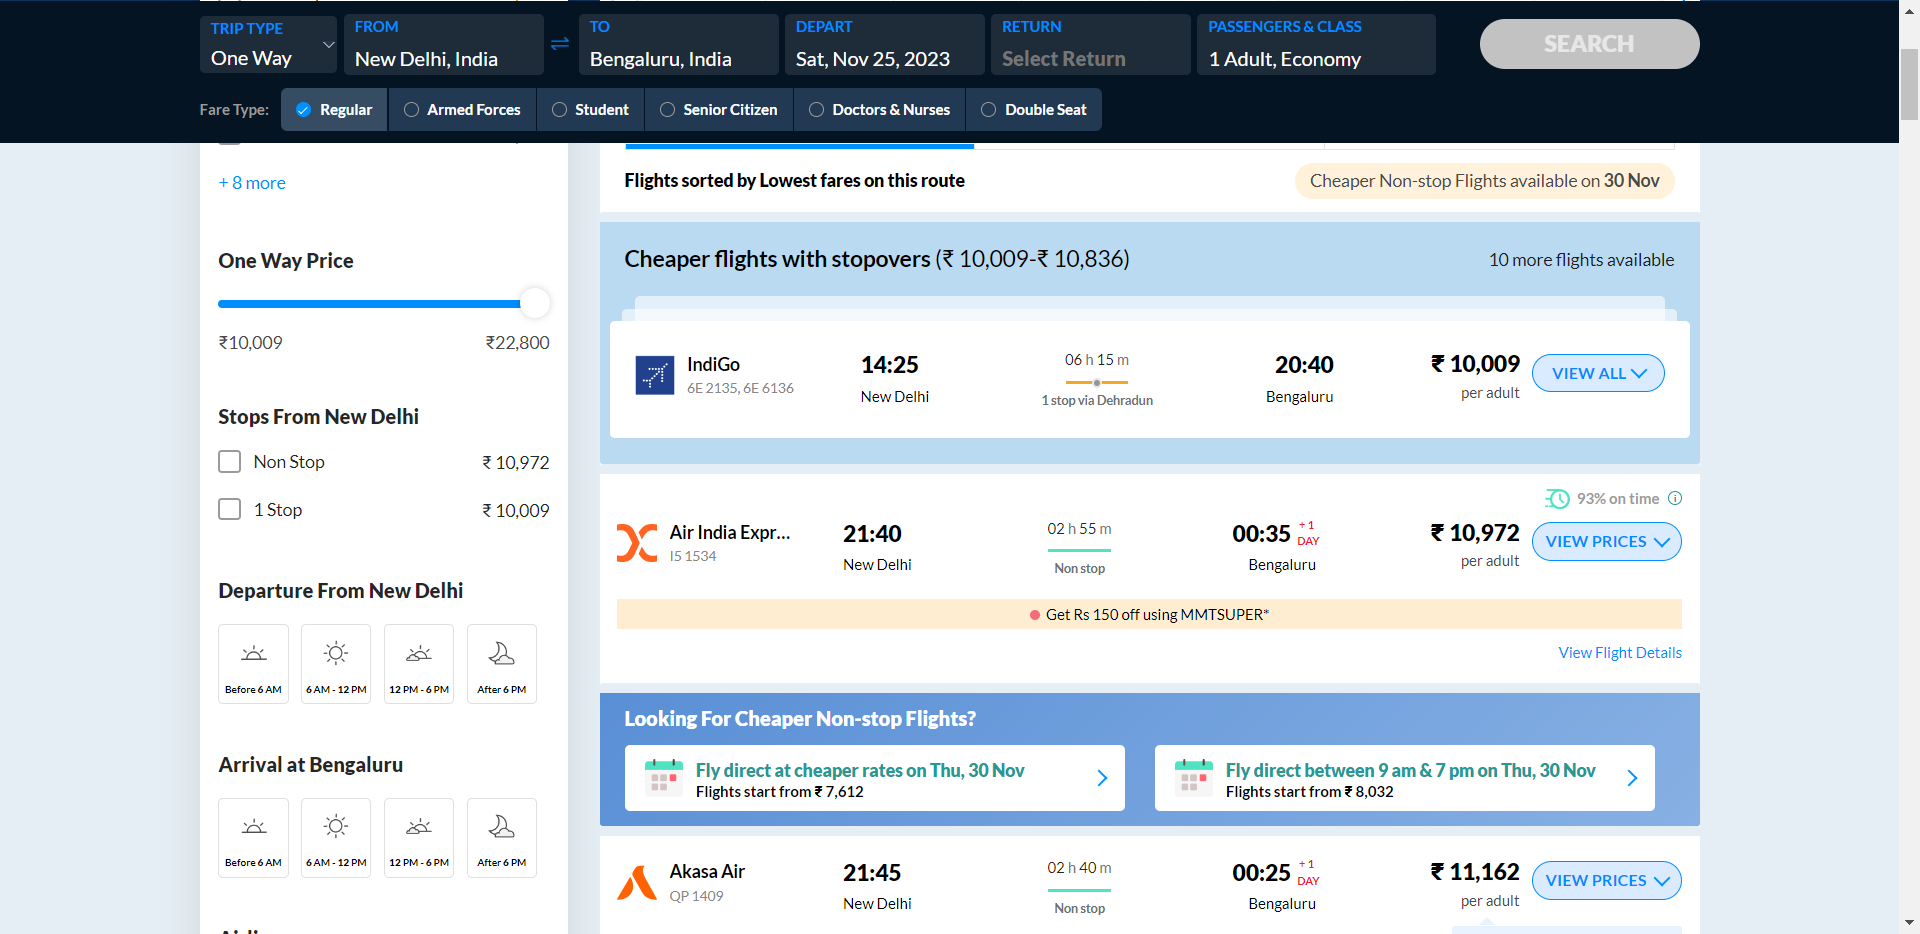 TRIP TYPE
One Way
FROM
New Delhi, India
TO
Bengaluru, India
DEPART
Sat, Nov 25, 2023
RETURN
Select Return
PASSENGERS & CLASS
1 Adult, Economy
SEARCH
Fare Type:
Regular
Armed Forces
Student
Senior Citizen
Doctors & Nurses
Double Seat
+ 8 more
One Way Price
₹10,009
₹22,800
Stops From New Delhi
Non Stop
₹ 10,972
1 Stop
₹ 10,009
Departure From New Delhi
Before 6 AM
6 AM - 12 PM
12 PM - 6 PM
After 6 PM
Arrival at Bengaluru
Before 6 AM
6 AM - 12 PM
12 PM - 6 PM
After 6 PM
Flights sorted by Lowest fares on this route
Cheaper Non-stop Flights available on 30 Nov
Cheaper flights with stopovers (₹ 10,009-₹ 10,836)
10 more flights available
IndiGo
6E 2135, 6E 6136
14:25
New Delhi
06 h 15 m
1 stop via Dehradun
20:40
Bengaluru
₹ 10,009
per adult
VIEW ALL
93% on time
Air India Expr...
I5 1534
21:40
New Delhi
02 h 55 m
Non stop
00:35
+ 1
DAY
Bengaluru
₹ 10,972
per adult
VIEW PRICES
Get Rs 150 off using MMTSUPER*
View Flight Details
Looking For Cheaper Non-stop Flights?
Fly direct at cheaper rates on Thu, 30 Nov
Flights start from ₹ 7,612
Fly direct between 9 am & 7 pm on Thu, 30 Nov
Flights start from ₹ 8,032
Akasa Air
QP 1409
21:45
New Delhi
02 h 40 m
Non stop
00:25
+ 1
DAY
Bengaluru
₹ 11,162
per adult
VIEW PRICES